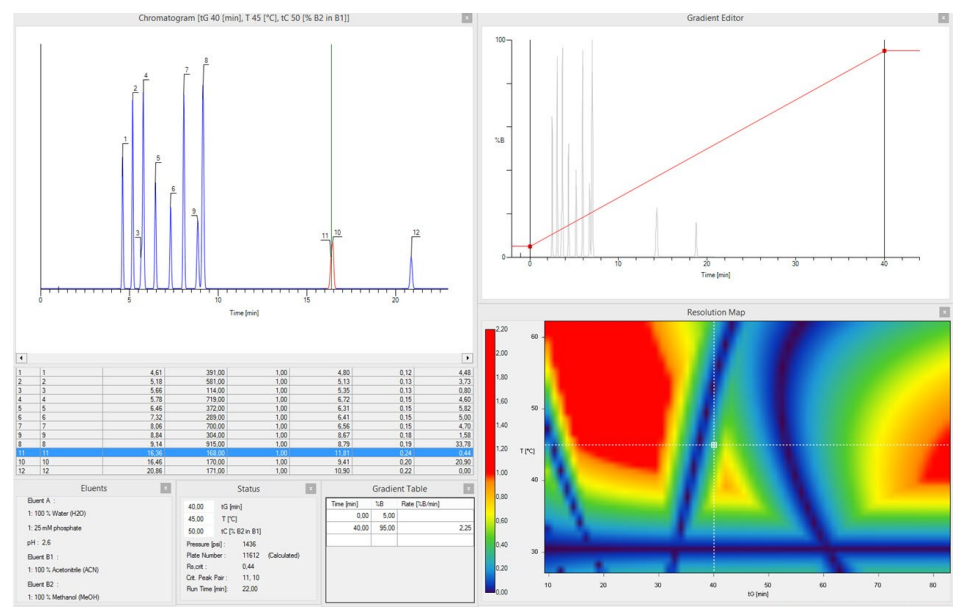 Chromatogram [tG 40 [min], T 45 [°C], tC 50 [% B2 in B1]]
x
4
2
1
5
3
6
7
8
9
11
10
12
0
5
10
15
20
Time [min]
1 1 4,61 391,00 1,00 4,80 0,12 4,48
2 2 5,18 581,00 1,00 5,13 0,13 3,73
3 3 5,66 114,00 1,00 5,35 0,13 0,80
4 4 5,78 719,00 1,00 6,72 0,15 4,60
5 5 6,46 372,00 1,00 6,31 0,15 5,82
6 6 7,32 289,00 1,00 6,41 0,15 5,00
7 7 8,06 700,00 1,00 6,56 0,15 4,70
9 9 8,84 304,00 1,00 8,67 0,18 1,58
8 8 9,14 915,00 1,00 8,79 33,78
11 11 16,36 168,00 1,00 11,81 0,24 0,44
10 10 16,46 170,00 1,00 9,41 0,20 20,90
12 12 20,86 171,00 1,00 10,90 0,22 0,00
Eluents
x
Eluent A :
1: 100 % Water (H2O)
1: 25 mM phosphate
pH : 2.6
Eluent B1 :
1: 100 % Acetonitrile (ACN)
Eluent B2 :
1: 100 % Methanol (MeOH)
Status
x
40,00 tG [min]
45,00 T [°C]
50,00 tC [% B2 in B1]
Pressure [psi] : 1436
Plate Number : 11612 (Calculated)
Rs,crit : 0,44
Crit. Peak Pair : 11, 10
Run Time [min]: 22,00
Gradient Table
x
Time [min] %B Rate [%B/min]
0,00 5,00
40,00 95,00 2,25
Gradient Editor
x
100
%B
0
0
10
20
30
40
Time [min]
Resolution Map
x
2,20
2,00
1,80
1,60
1,40
1,20
1,00
0,80
0,60
0,40
0,20
0,00
60
50
T [°C]
40
30
10
20
30
40
50
60
70
80
tG [min]